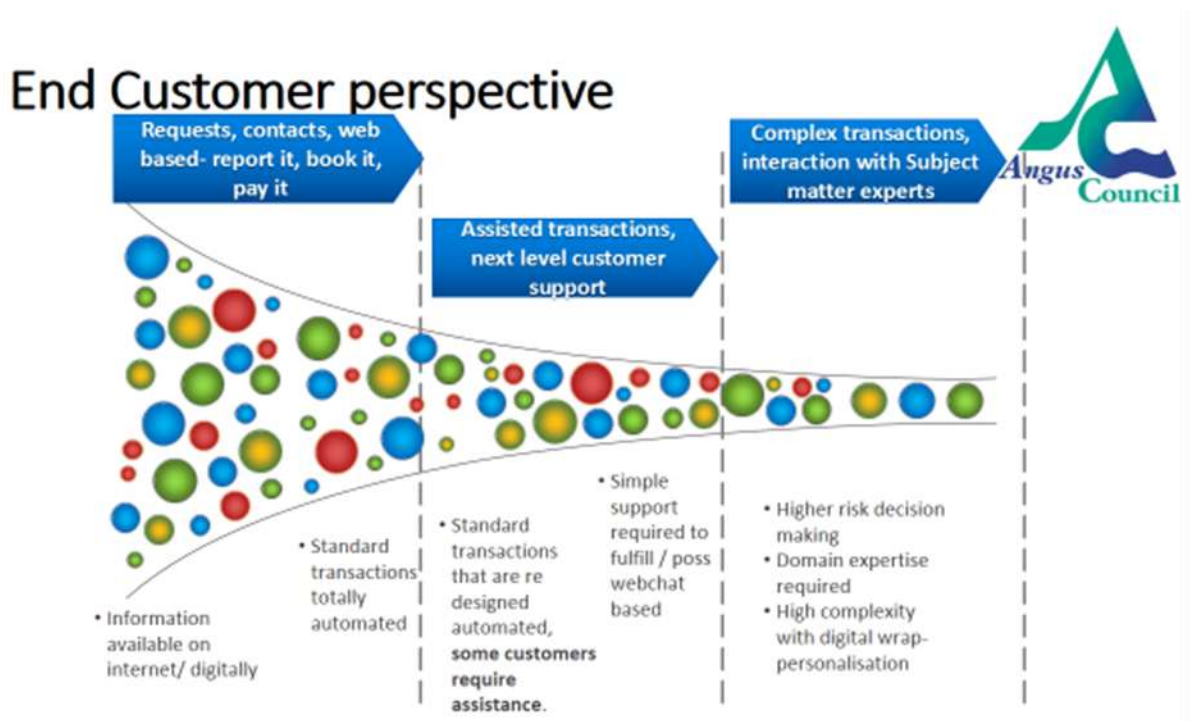 End Customer perspective
Requests, contacts, web
based- report it, book it,
pay it
Complex transactions,
interaction with Subject
matter experts
Angus
Council
Assisted transactions,
next level customer
support
• Information
available on
internet/ digitally
• Standard
transactions
totally
automated
• Standard
transactions
that are re
designed
automated,
some customers
require
assistance.
• Simple
support
required to
fulfill / poss
webchat
based
• Higher risk decision
making
• Domain expertise
required
• High complexity
with digital wrap-
personalisation